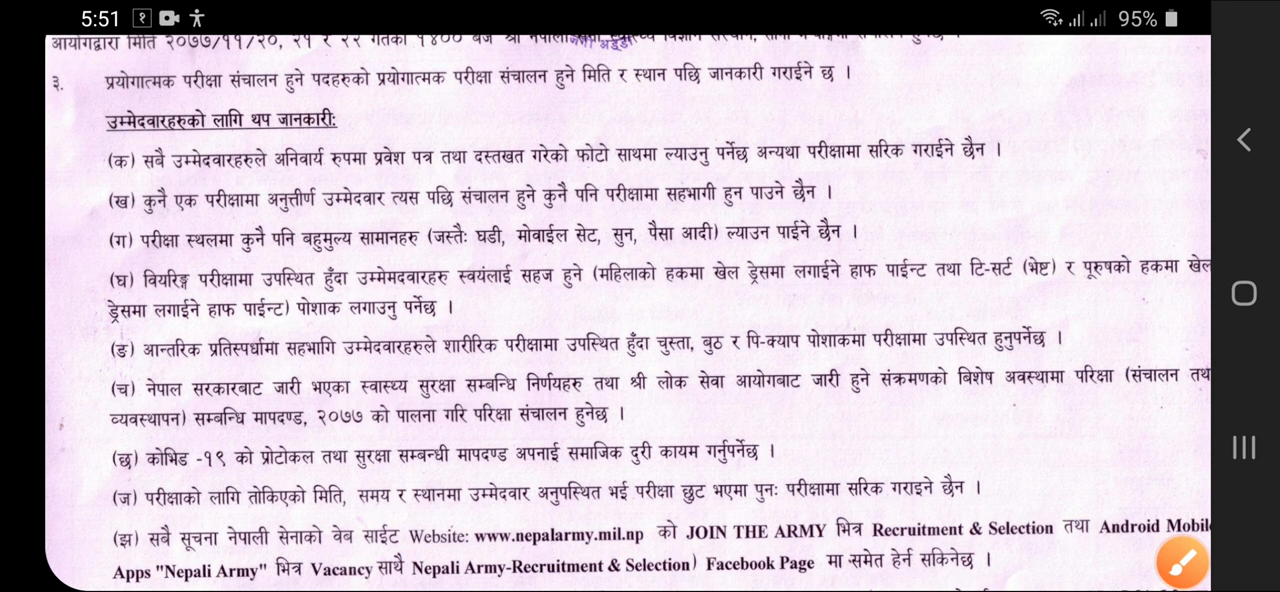 5:51 १ 95%
आयोगद्वारा मिति २०७७/११/२०, २१ र २२ गतेका १४०० बजे श्री नेपाली
जंगी अड्डा
३. प्रयोगात्मक परीक्षा संचालन हुने पदहरुको प्रयोगात्मक परीक्षा संचालन हुने मिति र स्थान पछि जानकारी गराईने छ ।
उम्मेदवारहरुको लागि थप जानकारी:
(क) सबै उम्मेदवारहरुले अनिवार्य रुपमा प्रवेश पत्र तथा दस्तखत गरेको फोटो साथमा ल्याउनु पर्नेछ अन्यथा परीक्षामा सरिक गराईने छैन ।
(ख) कुनै एक परीक्षामा अनुत्तीर्ण उम्मेदबार त्यस पछि संचालन हुने कुनै पनि परीक्षामा सहभागी हुन पाउने छैन ।
(ग) परीक्षा स्थलमा कुनै पनि बहुमुल्य सामानहरु (जस्तैः घडी, मोवाईल सेट, सुन, पैसा आदी) ल्याउन पाईने छैन ।
(घ) वियरिङ्ग परीक्षामा उपस्थित हुँदा उम्मेमदवारहरु स्वयंलाई सहज हुने (महिलाको हकमा खेल ड्रेसमा लगाईने हाफ पाईन्ट तथा टि-सर्ट (भेष्ट) र पूरुषको हकमा खेल
ड्रेसमा लगाईने हाफ पाईन्ट) पोशाक लगाउनु पर्नेछ ।
(ङ) आन्तरिक प्रतिस्पर्धामा सहभागि उम्मेदवारहरुले शारीरिक परीक्षामा उपस्थित हुँदा चुस्ता, बुठ र पि-क्याप पोशाकमा परीक्षामा उपस्थित हुनुपर्नेछ ।
(च) नेपाल सरकारबाट जारी भएका स्वास्थ्य सुरक्षा सम्बन्धि निर्णयहरु तथा श्री लोक सेवा आयोगबाट जारी हुने संक्रमणको बिशेष अवस्थामा परिक्षा (संचालन तथ
व्यवस्थापन) सम्बन्धि मापदण्ड, २०७७ को पालना गरि परिक्षा संचालन हुनेछ ।
(छ) कोभिड -१९ को प्रोटोकल तथा सुरक्षा सम्बन्धी मापदण्ड अपनाई समाजिक दुरी कायम गर्नुपर्नेछ ।
(ज) परीक्षाको लागि तोकिएको मिति, समय र स्थानमा उम्मेदवार अनुपस्थित भई परीक्षा छुट भएमा पुनः परीक्षामा सरिक गराइने छैन ।
(झ) सबै सूचना नेपाली सेनाको वेब साईट Website: www.nepalarmy.mil.np को JOIN THE ARMY भित्र Recruitment & Selection तथा Android Mobil
Apps "Nepali Army" भित्र Vacancy साथै Nepali Army-Recruitment & Selection) Facebook Page मा समेत हेर्न सकिनेछ ।